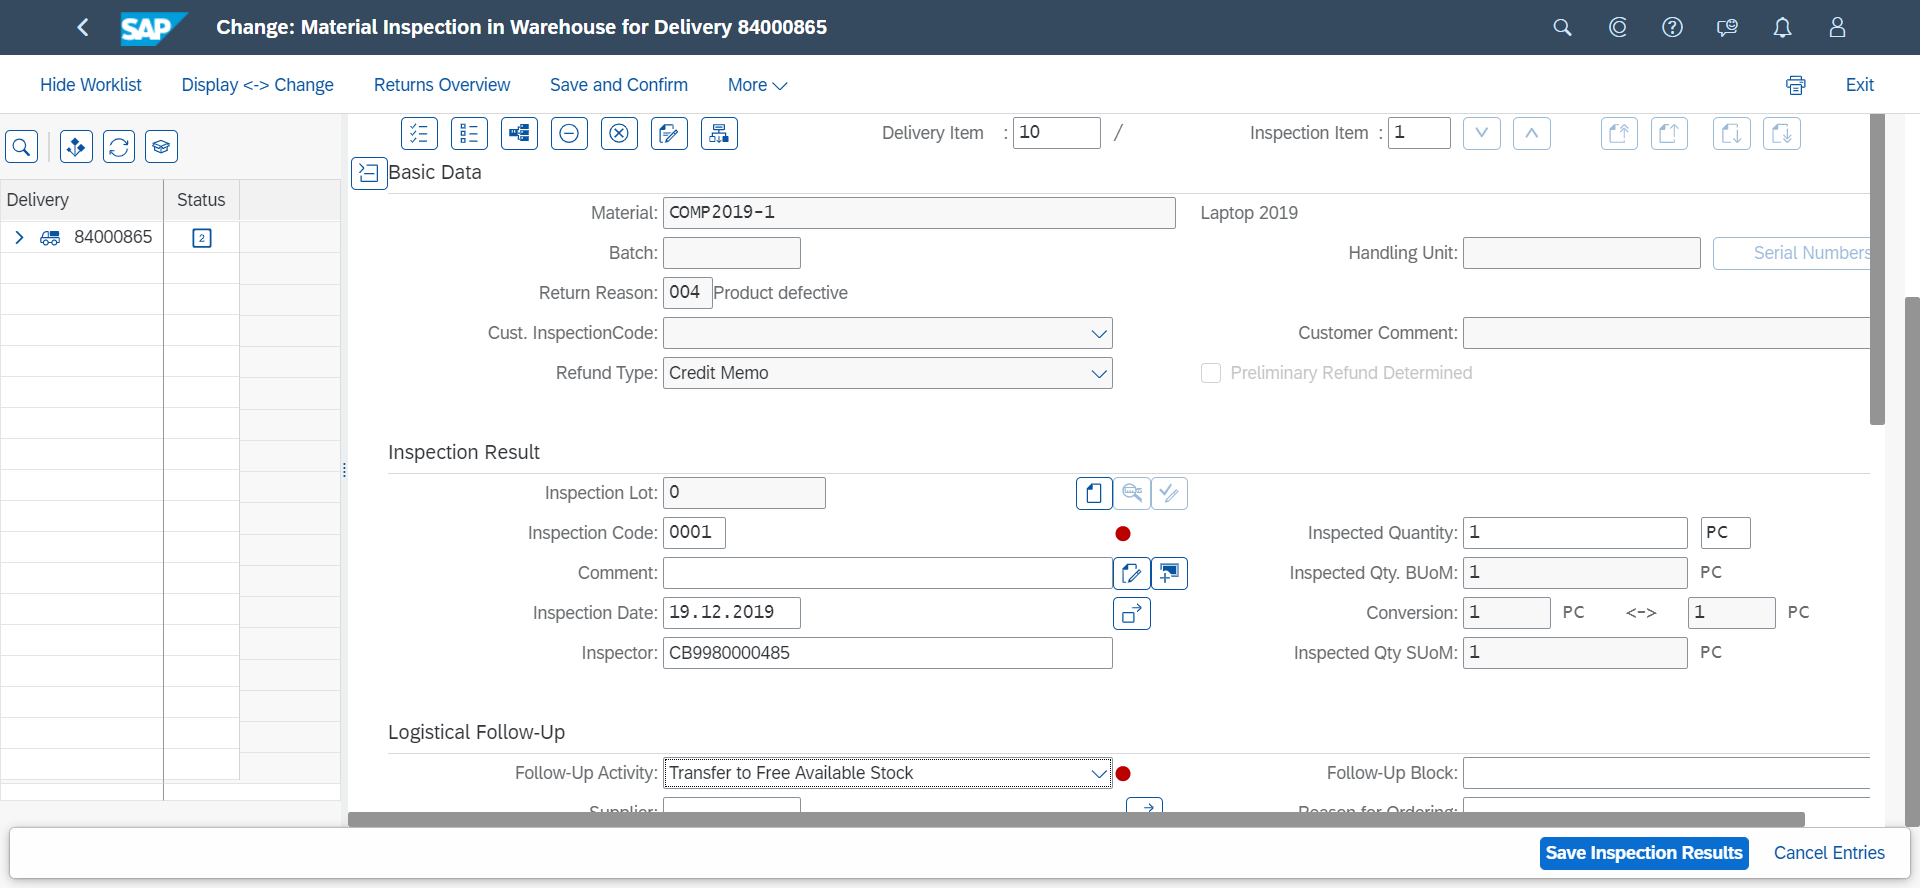 SAP Change: Material Inspection in Warehouse for Delivery 84000865
Hide Worklist Display <-> Change Returns Overview Save and Confirm More Exit
Delivery Item : 10 / Inspection Item : 1
Basic Data
Delivery Status
Material: COMP2019-1 Laptop 2019
84000865 2
Batch: Handling Unit: Serial Numbers
Return Reason: 004 Product defective
Cust. InspectionCode: Customer Comment:
Refund Type: Credit Memo Preliminary Refund Determined
Inspection Result
Inspection Lot: 0
Inspection Code: 0001 Inspected Quantity: 1 PC
Comment: Inspected Qty. BUoM: 1 PC
Inspection Date: 19.12.2019 Conversion: 1 PC <-> 1 PC
Inspector: CB9980000485 Inspected Qty SUoM: 1 PC
Logistical Follow-Up
Follow-Up Activity: Transfer to Free Available Stock Follow-Up Block:
Supplier: Reason for Ordering:
Save Inspection Results Cancel Entries